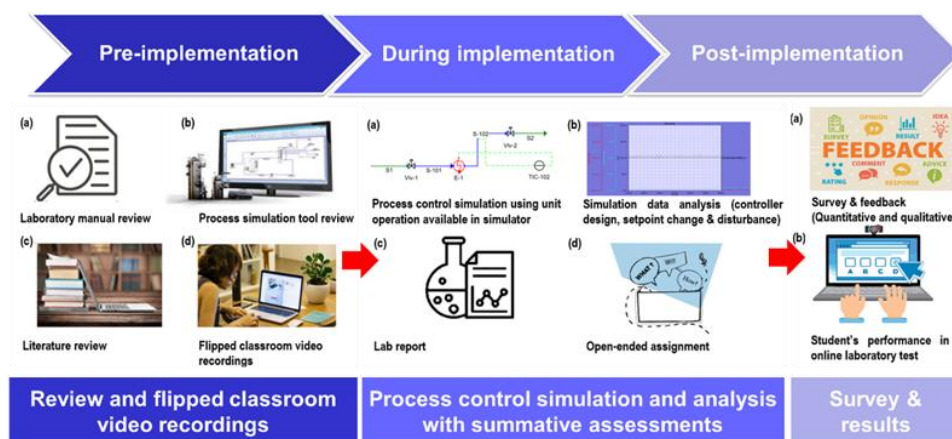 Pre-implementation
During implementation
Post-implementation
(a)
Laboratory manual review
(b)
Process simulation tool review
(c)
Literature review
(d)
Flipped classroom video
recordings
(a)
S-102
Vlv-2
S2
S1
Vlv-1
S-101
E-1
TIC-102
Process control simulation using unit
operation available in simulator
(b)
Simulation data analysis (controller
design, setpoint change & disturbance)
(c)
Lab report
(d)
WHAT?
WHY?
How?
Open-ended assignment
(a)
SURVEY
OPINION
RESULT
IDEA
FEEDBACK
RATING
COMMENT
RESPONSE
ADVICE
Survey & feedback
(Quantitative and qualitative
(b)
A B C D
Student's performance in
online laboratory test
Review and flipped classroom
video recordings
Process control simulation and analysis
with summative assessments
Survey &
results